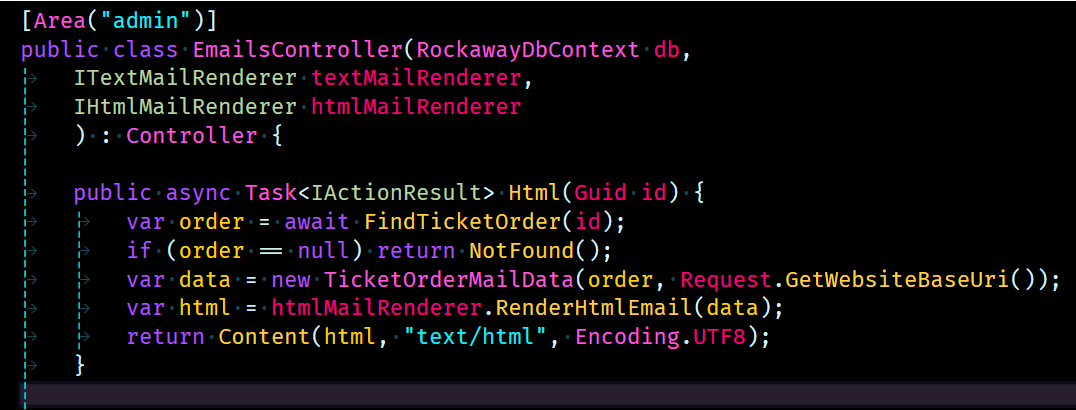 [Area("admin")]
public class EmailsController(RockawayDbContext db,
    ITextMailRenderer textMailRenderer,
    IHtmlMailRenderer htmlMailRenderer
    ) : Controller {
    public async Task<IActionResult> Html(Guid id) {
        var order = await FindTicketOrder(id);
        if (order == null) return NotFound();
        var data = new TicketOrderMailData(order, Request.GetWebsiteBaseUri());
        var html = htmlMailRenderer.RenderHtmlEmail(data);
        return Content(html, "text/html", Encoding.UTF8);
    }